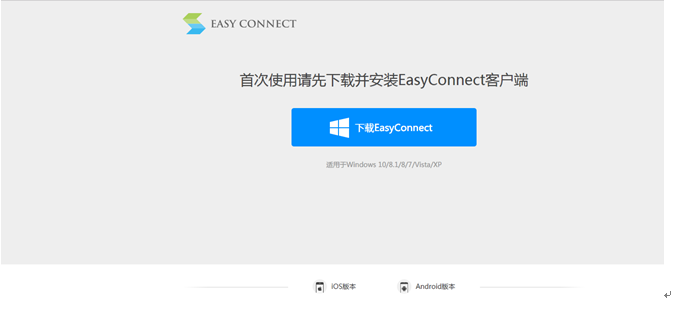 EASY CONNECT
首次使用请先下载并安装EasyConnect客户端
下载EasyConnect
适用于Windows 10/8.1/8/7/Vista/XP
iOS版本
Android版本